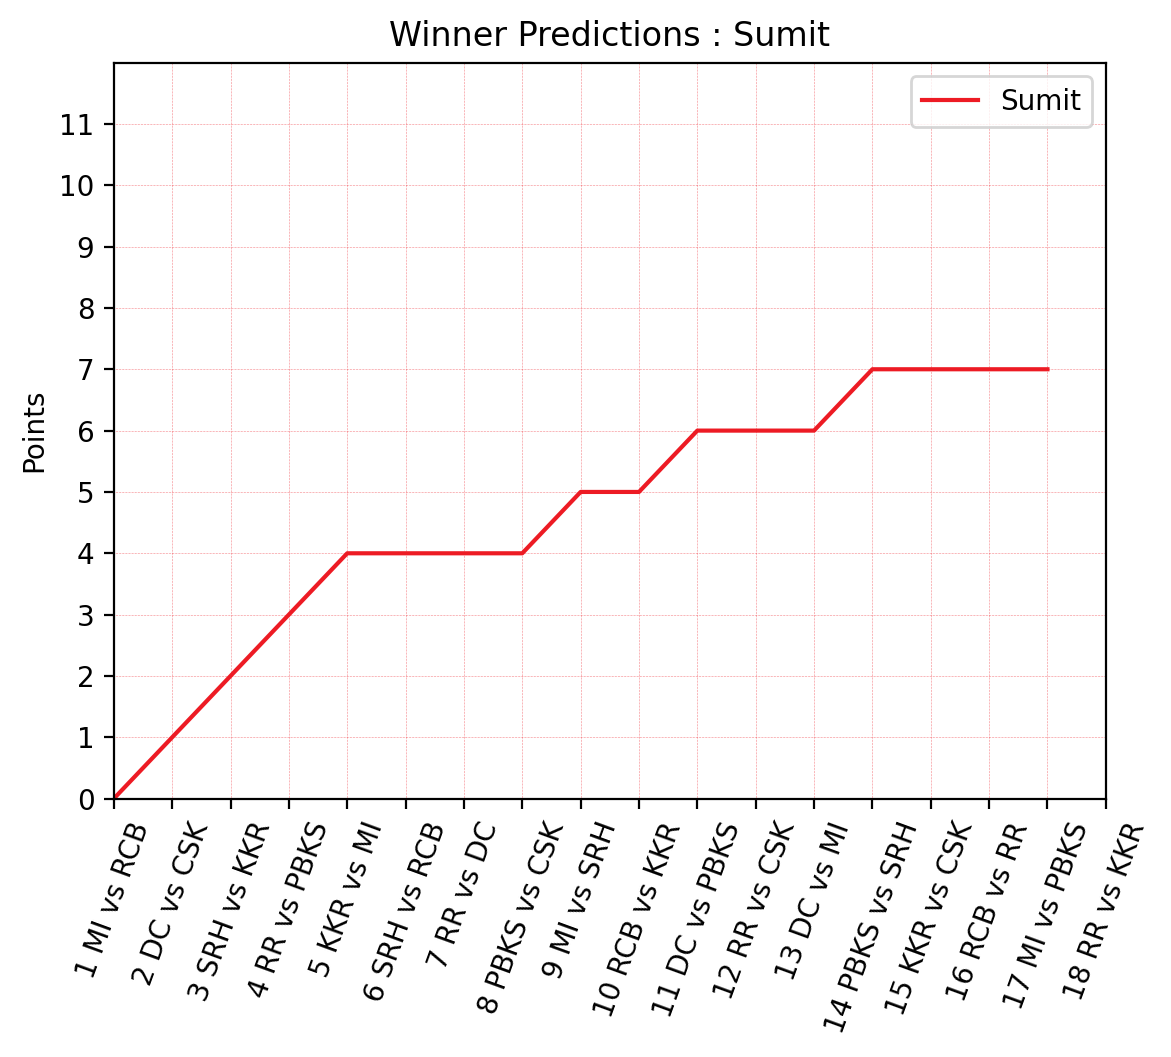 Winner Predictions : Sumit
Sumit
11
10
9
8
7
6
5
4
3
2
1
0
Points
1 MI vs RCB
2 DC vs CSK
3 SRH vs KKR
4 RR vs PBKS
5 KKR vs MI
6 SRH vs RCB
7 RR vs DC
8 PBKS vs CSK
9 MI vs SRH
10 RCB vs KKR
11 DC vs PBKS
12 RR vs CSK
13 DC vs MI
14 PBKS vs SRH
15 KKR vs CSK
16 RCB vs RR
17 MI vs PBKS
18 RR vs KKR